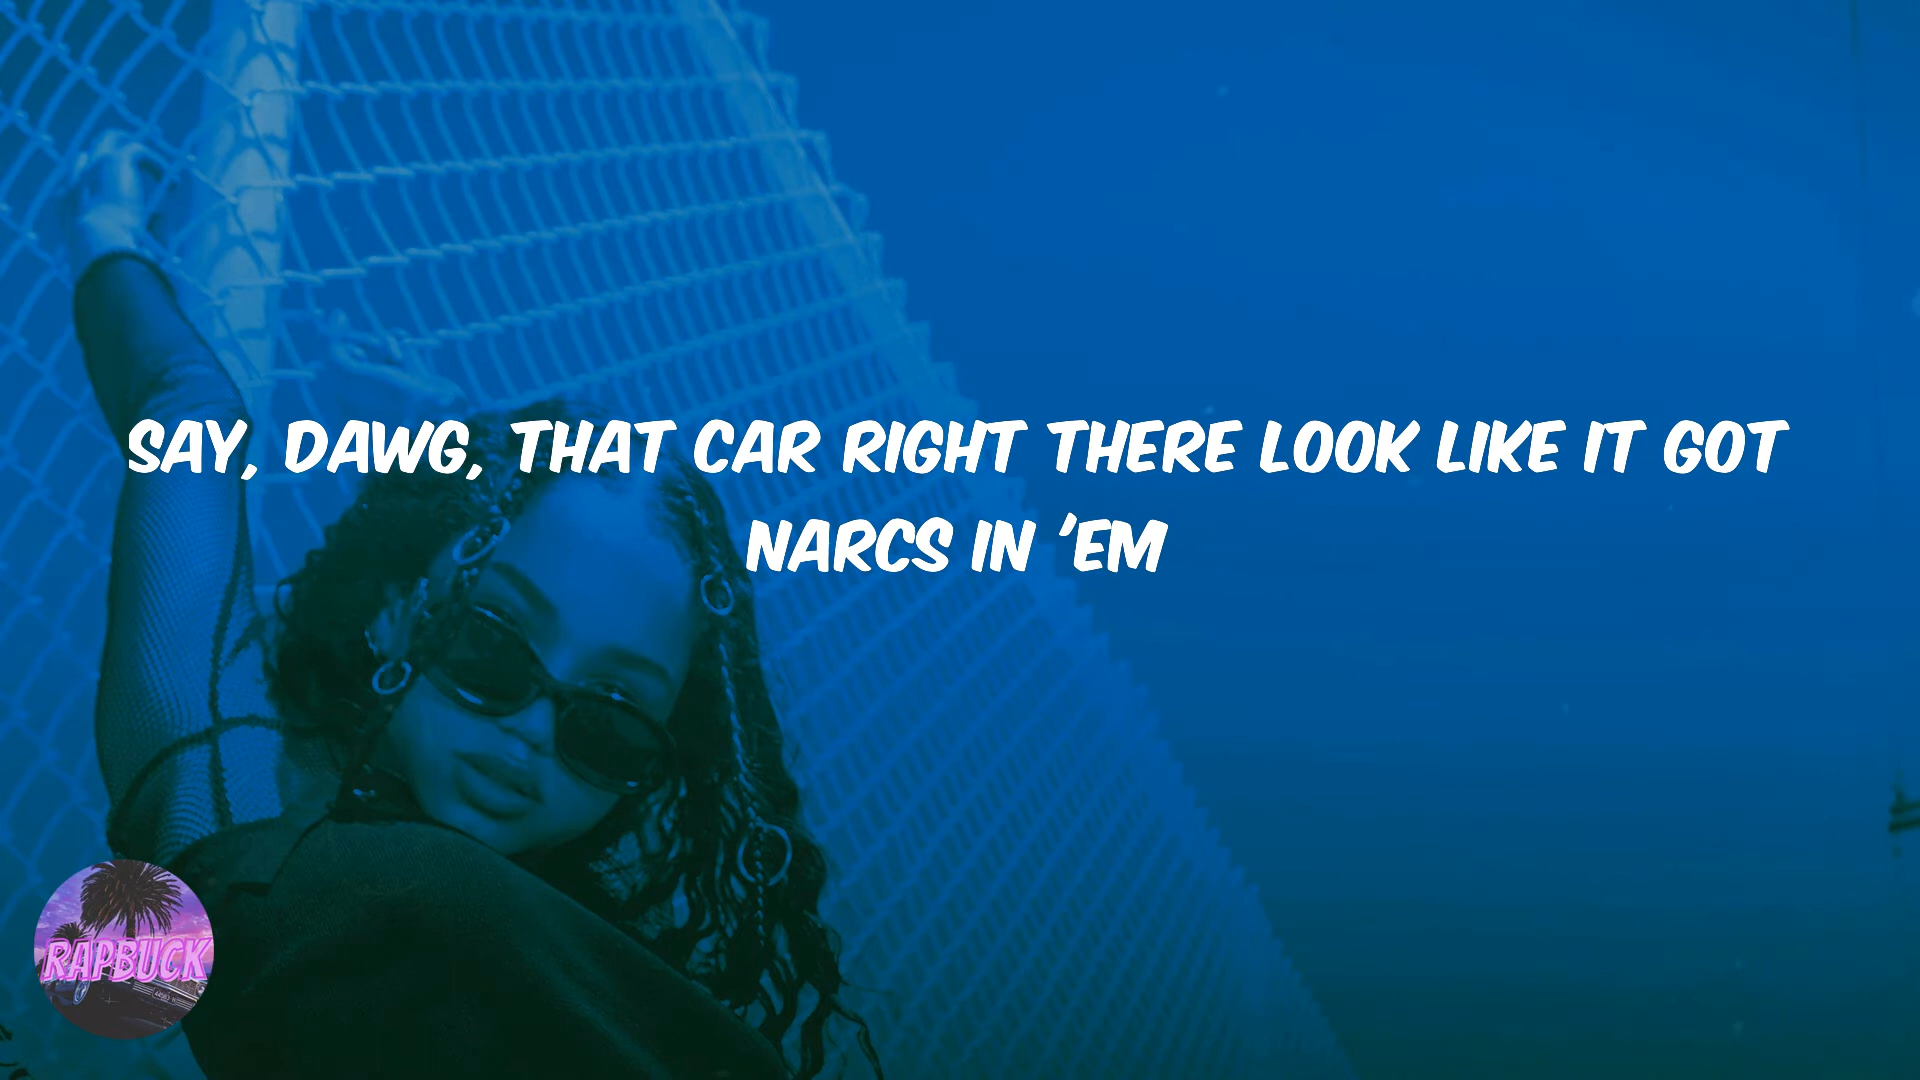 SAY, DAWG, THAT CAR RIGHT THERE LOOK LIKE IT GOT
NARCS IN 'EM
RAPBUCK